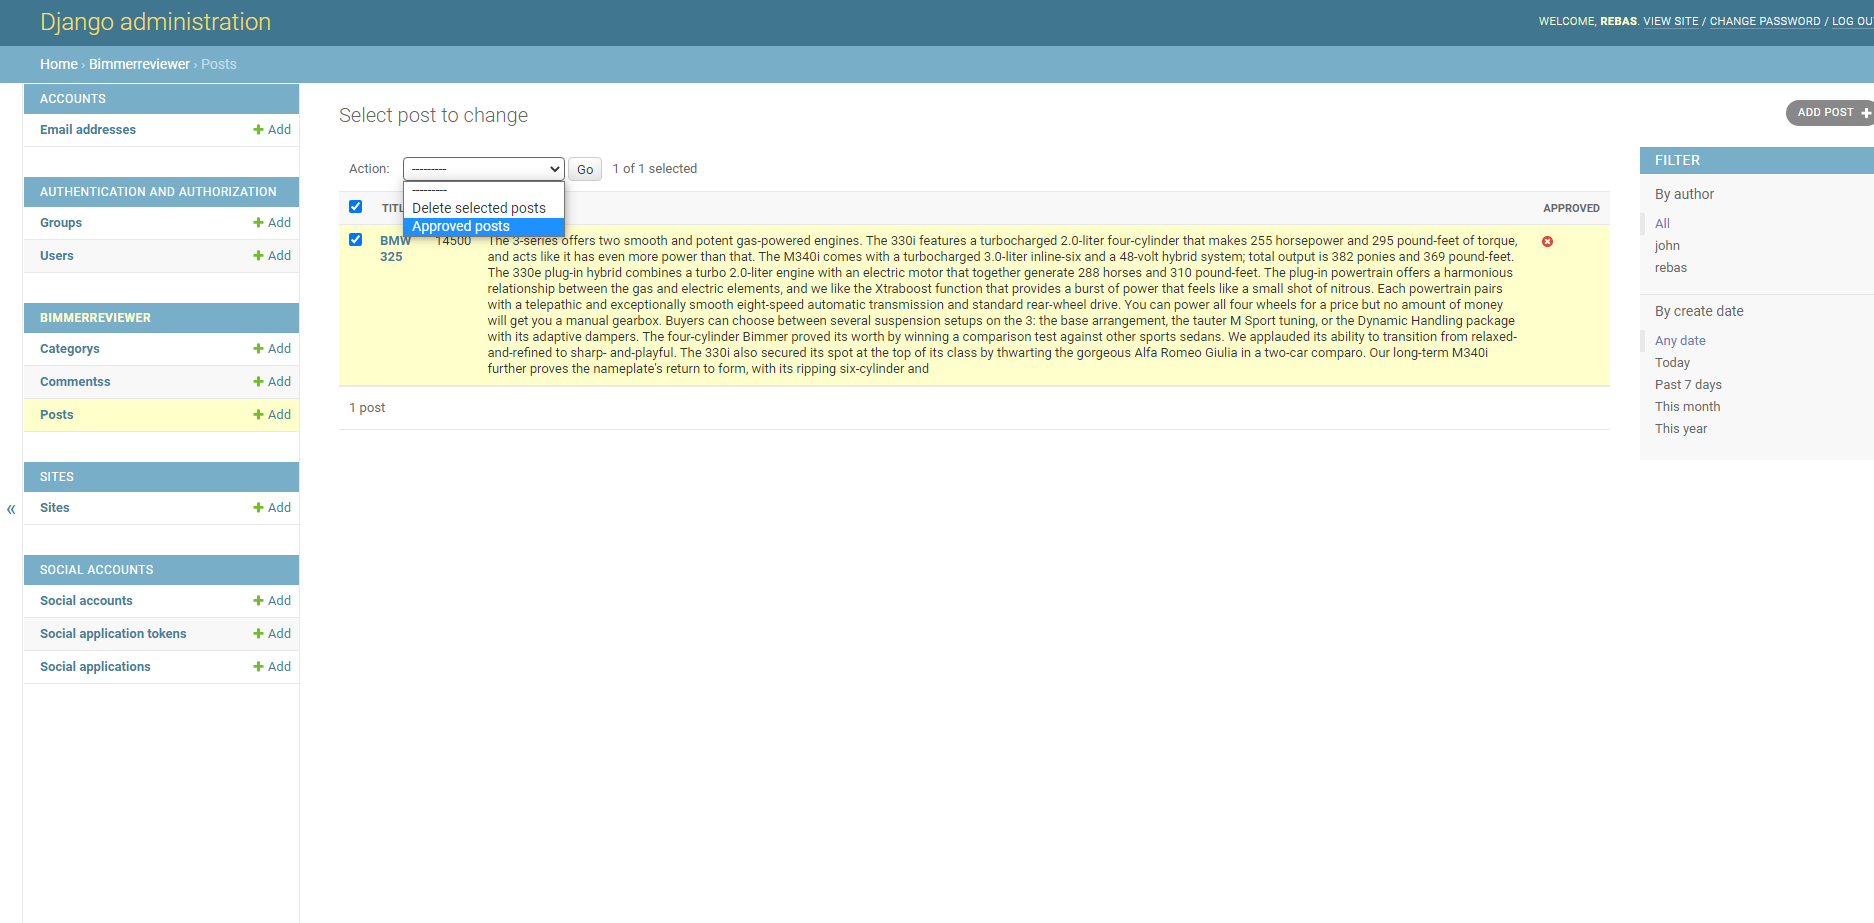 Django administration
WELCOME, REBAS. VIEW SITE / CHANGE PASSWORD / LOG OU
Home › Bimmerreviewer › Posts
ACCOUNTS
Email addresses
Add
AUTHENTICATION AND AUTHORIZATION
Groups
Add
Users
Add
BIMMERREVIEWER
Categorys
Add
Commentss
Add
Posts
Add
SITES
Sites
Add
SOCIAL ACCOUNTS
Social accounts
Add
Social application tokens
Add
Social applications
Add
«
Select post to change
ADD POST
Action:
---------
Go
1 of 1 selected
---------
Delete selected posts
Approved posts
TITL
APPROVED
BMW
325
14500
The 3-series offers two smooth and potent gas-powered engines. The 330i features a turbocharged 2.0-liter four-cylinder that makes 255 horsepower and 295 pound-feet of torque,
and acts like it has even more power than that. The M340i comes with a turbocharged 3.0-liter inline-six and a 48-volt hybrid system; total output is 382 ponies and 369 pound-feet.
The 330e plug-in hybrid combines a turbo 2.0-liter engine with an electric motor that together generate 288 horses and 310 pound-feet. The plug-in powertrain offers a harmonious
relationship between the gas and electric elements, and we like the Xtraboost function that provides a burst of power that feels like a small shot of nitrous. Each powertrain pairs
with a telepathic and exceptionally smooth eight-speed automatic transmission and standard rear-wheel drive. You can power all four wheels for a price but no amount of money
will get you a manual gearbox. Buyers can choose between several suspension setups on the 3: the base arrangement, the tauter M Sport tuning, or the Dynamic Handling package
with its adaptive dampers. The four-cylinder Bimmer proved its worth by winning a comparison test against other sports sedans. We applauded its ability to transition from relaxed-
and-refined to sharp- and-playful. The 330i also secured its spot at the top of its class by thwarting the gorgeous Alfa Romeo Giulia in a two-car comparo. Our long-term M340i
further proves the nameplate's return to form, with its ripping six-cylinder and
1 post
FILTER
By author
All
john
rebas
By create date
Any date
Today
Past 7 days
This month
This year